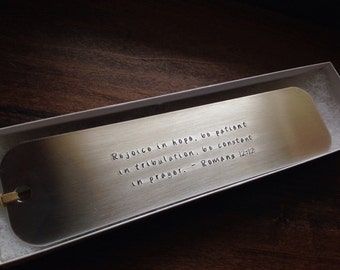 Rejoice in hope, be patient
in tribulation, be constant
in prayer. - Romans 12:12